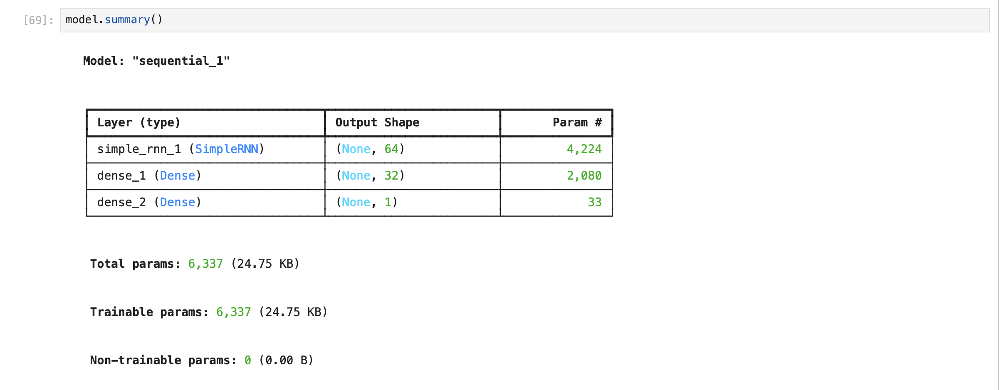 [69]: model.summary()
Model: "sequential_1"
Layer (type) Output Shape Param #
simple_rnn_1 (SimpleRNN) (None, 64) 4,224
dense_1 (Dense) (None, 32) 2,080
dense_2 (Dense) (None, 1) 33
Total params: 6,337 (24.75 KB)
Trainable params: 6,337 (24.75 KB)
Non-trainable params: 0 (0.00 B)